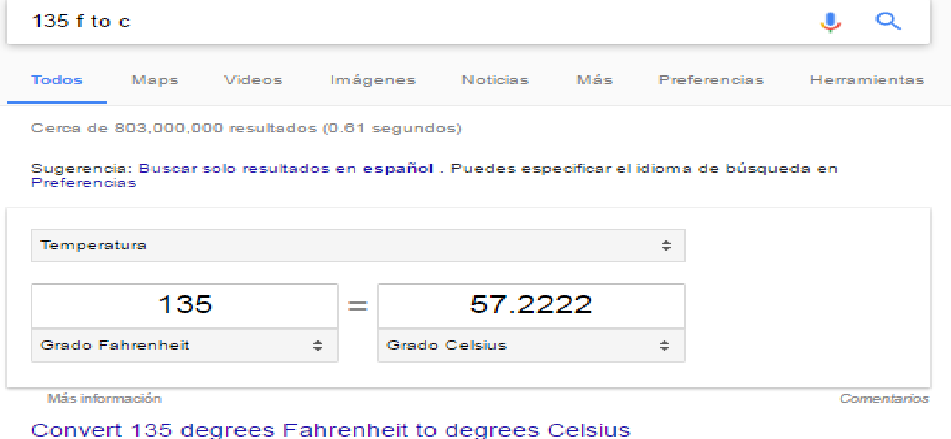 135 f to c
Todos Maps Videos Imágenes Noticias Más Preferencias Herramientas
Cerca de 803,000,000 resultados (0.61 segundos)
Sugerencia: Buscar solo resultados en español . Puedes especificar el idioma de búsqueda en
Preferencias
Temperatura
135 = 57.2222
Grado Fahrenheit Grado Celsius
Más información Comentarios
Convert 135 degrees Fahrenheit to degrees Celsius